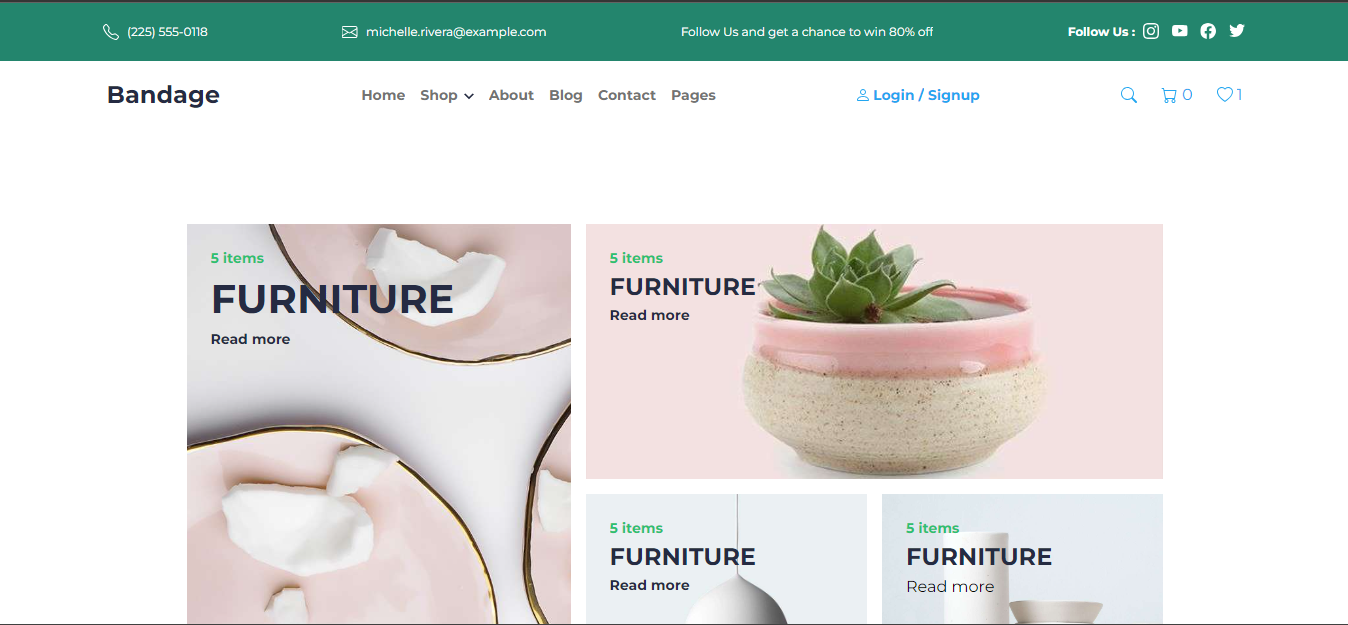 (225) 555-0118
michelle.rivera@example.com
Follow Us and get a chance to win 80% off
Follow Us :
Bandage
Home Shop About Blog Contact Pages
Login / Signup
0
1
5 items
FURNITURE
Read more
5 items
FURNITURE
Read more
5 items
FURNITURE
Read more
5 items
FURNITURE
Read more